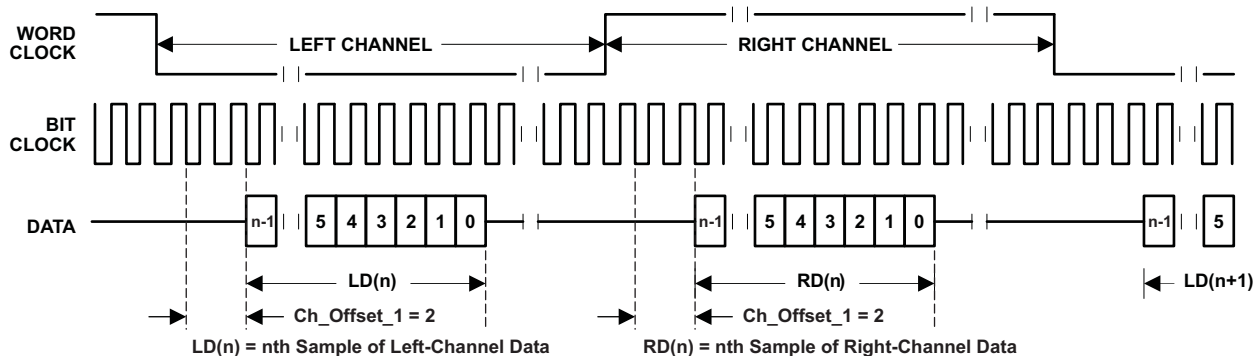 WORD
CLOCK
LEFT CHANNEL
RIGHT CHANNEL
BIT
CLOCK
DATA
n-1 5 4 3 2 1 0 n-1 5 4 3 2 1 0 n-1 5
LD(n) RD(n) LD(n+1)
Ch_Offset_1 = 2 Ch_Offset_1 = 2
LD(n) = nth Sample of Left-Channel Data RD(n) = nth Sample of Right-Channel Data